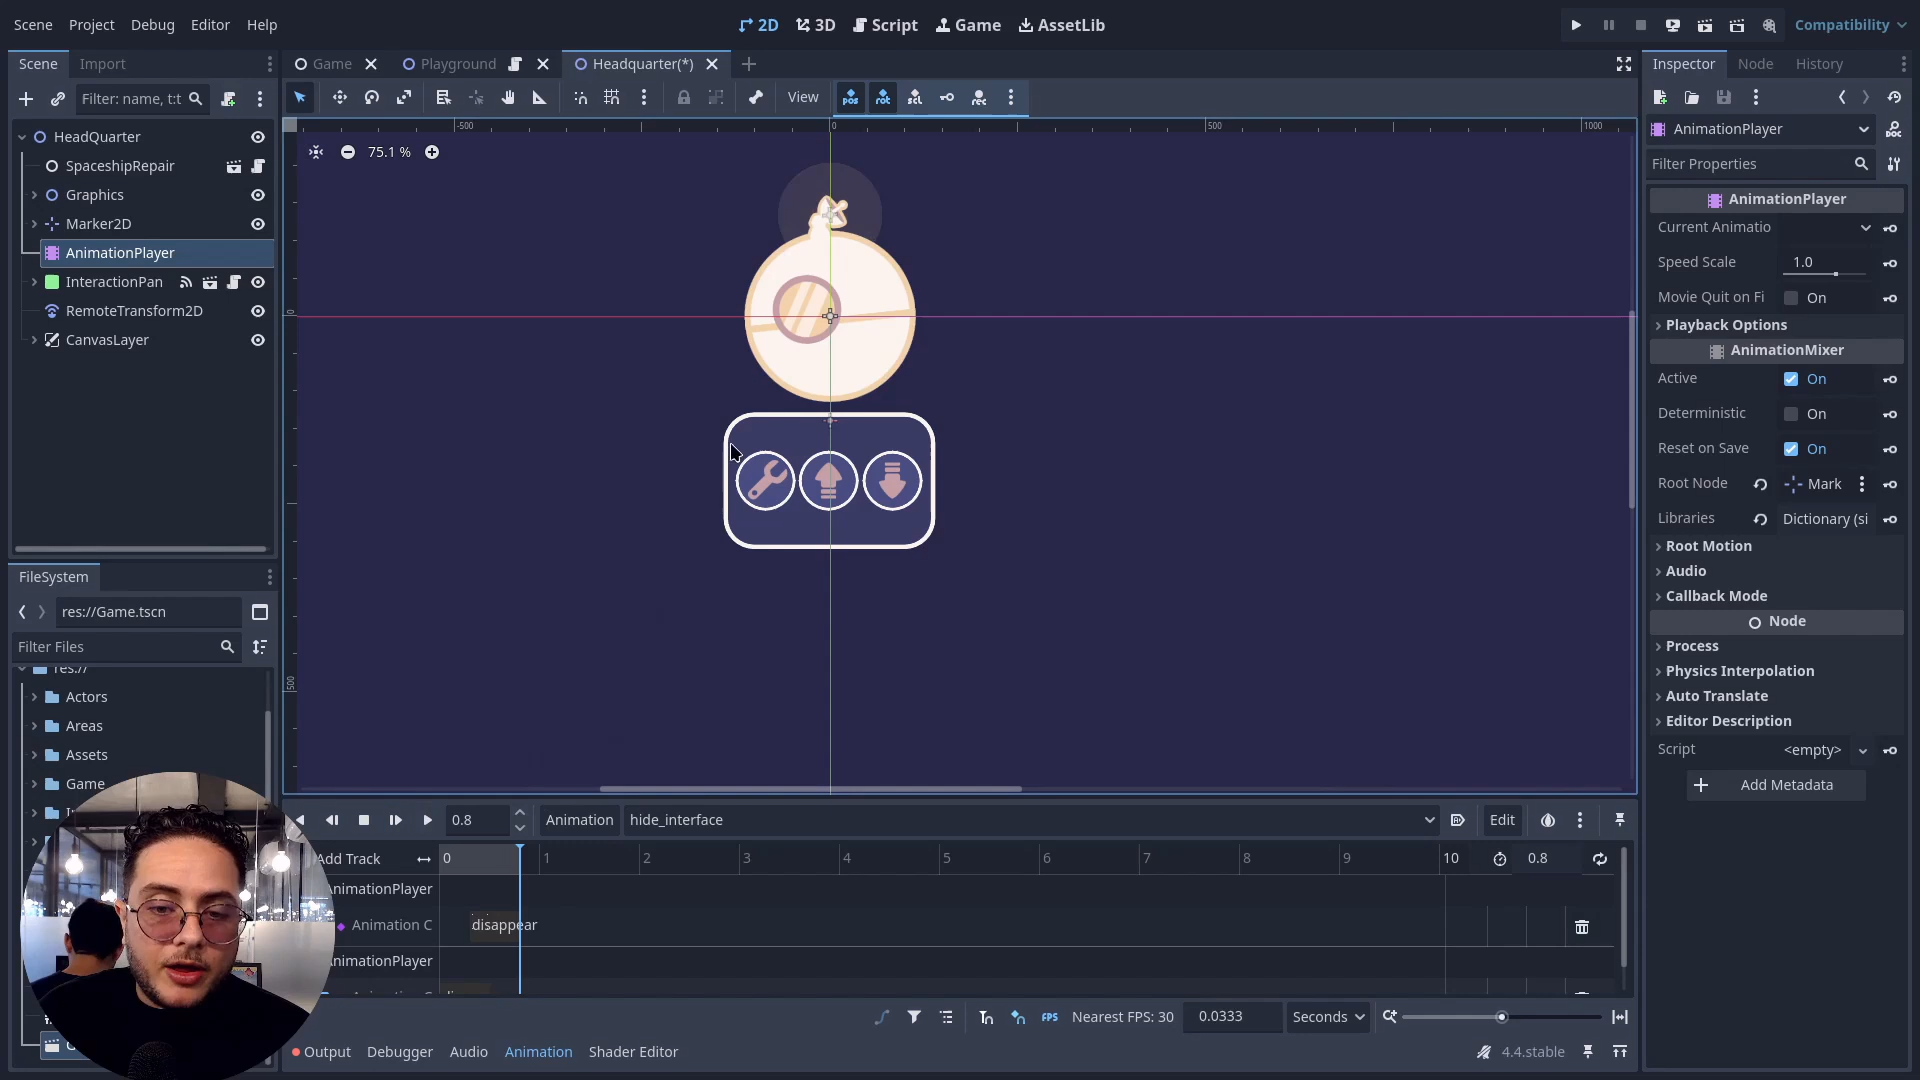 Scene Project Debug Editor Help
2D 3D Script Game AssetLib
Compatibility
Scene Import
Game Playground Headquarter(*)
Inspector Node History
Filter: name, t:t
View
AnimationPlayer
HeadQuarter
SpaceshipRepair
Graphics
Marker2D
AnimationPlayer
InteractionPan
RemoteTransform2D
CanvasLayer
-500 0 500 1000
75.1 %
0
500
Filter Properties
AnimationPlayer
Current Animatio
Speed Scale 1.0
Movie Quit on Fi On
Playback Options
AnimationMixer
Active On
Deterministic On
Reset on Save On
Root Node Mark
Libraries Dictionary (si
Root Motion
Audio
Callback Mode
Node
Process
Physics Interpolation
Auto Translate
Editor Description
Script <empty>
Add Metadata
FileSystem
res://Game.tscn
Filter Files
res://
Actors
Areas
Assets
Game
0.8 Animation hide_interface Edit
Add Track 0 1 2 3 4 5 6 7 8 9 10 0.8
AnimationPlayer
Animation C disappear
AnimationPlayer
Nearest FPS: 30 0.0333 Seconds
Output Debugger Audio Animation Shader Editor 4.4.stable